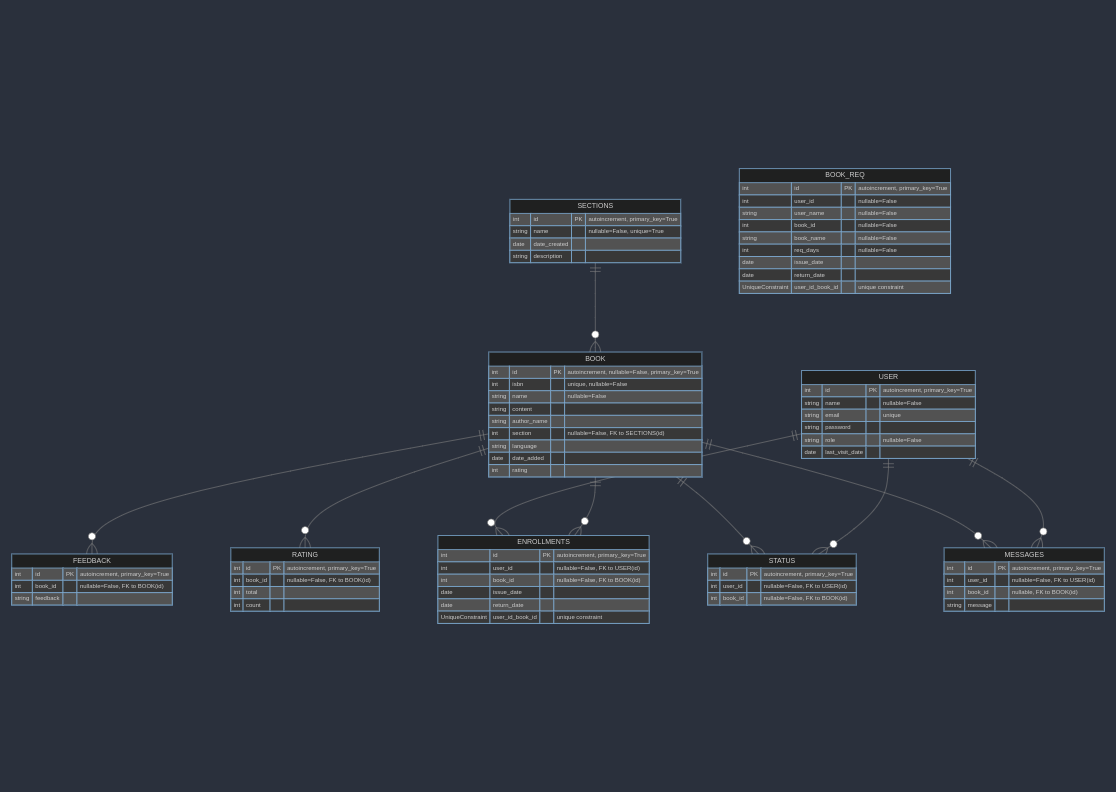 BOOK_REQ
int id PK autoincrement, primary_key=True
int user_id nullable=False
string user_name nullable=False
int book_id nullable=False
string book_name nullable=False
int req_days nullable=False
date issue_date
date return_date
UniqueConstraint user_id_book_id unique constraint
SECTIONS
int id PK autoincrement, primary_key=True
string name nullable=False, unique=True
date date_created
string description
BOOK
int id PK autoincrement, nullable=False, primary_key=True
int isbn unique, nullable=False
string name nullable=False
string content
string author_name
int section nullable=False, FK to SECTIONS(id)
string language
date date_added
int rating
USER
int id PK autoincrement, primary_key=True
string name nullable=False
string email unique
string password
string role nullable=False
date last_visit_date
FEEDBACK
int id PK autoincrement, primary_key=True
int book_id nullable=False, FK to BOOK(id)
string feedback
RATING
int id PK autoincrement, primary_key=True
int book_id nullable=False, FK to BOOK(id)
int total
int count
ENROLLMENTS
int id PK autoincrement, primary_key=True
int user_id nullable=False, FK to USER(id)
int book_id nullable=False, FK to BOOK(id)
date issue_date
date return_date
UniqueConstraint user_id_book_id unique constraint
STATUS
int id PK autoincrement, primary_key=True
int user_id nullable=False, FK to USER(id)
int book_id nullable=False, FK to BOOK(id)
MESSAGES
int id PK autoincrement, primary_key=True
int user_id nullable=False, FK to USER(id)
int book_id nullable, FK to BOOK(id)
string message